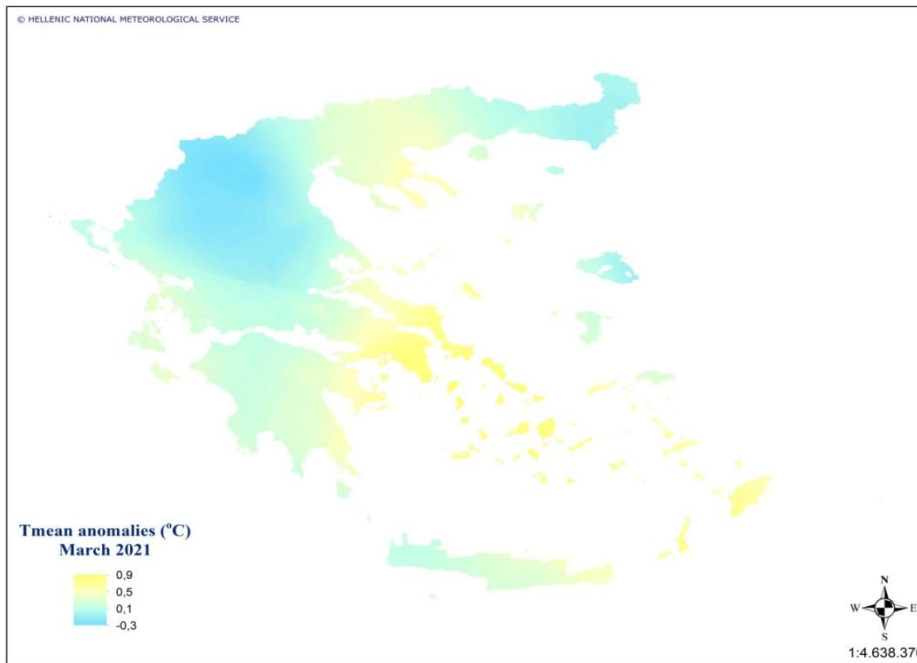 © HELLENIC NATIONAL METEOROLOGICAL SERVICE
Tmean anomalies (°C)
March 2021
0,9
0,5
0,1
-0,3
N
W E
S